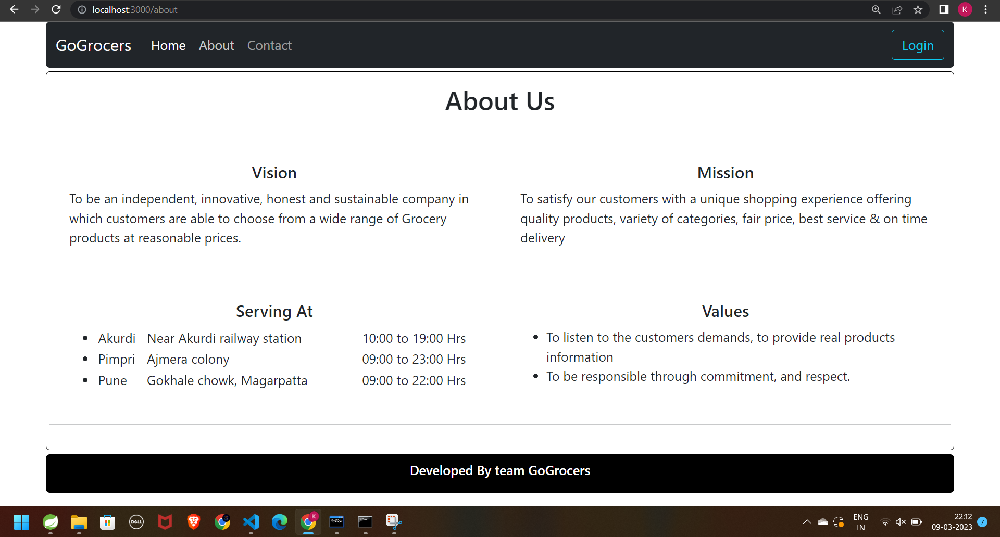 localhost:3000/about
K
GoGrocers Home About Contact Login
About Us
Vision
To be an independent, innovative, honest and sustainable company in
which customers are able to choose from a wide range of Grocery
products at reasonable prices.
Mission
To satisfy our customers with a unique shopping experience offering
quality products, variety of categories, fair price, best service & on time
delivery
Serving At
• Akurdi Near Akurdi railway station 10:00 to 19:00 Hrs
• Pimpri Ajmera colony 09:00 to 23:00 Hrs
• Pune Gokhale chowk, Magarpatta 09:00 to 22:00 Hrs
Values
• To listen to the customers demands, to provide real products
information
• To be responsible through commitment, and respect.
Developed By team GoGrocers
DELL
K
MySQL
ENG
IN
22:12
09-03-2023
7